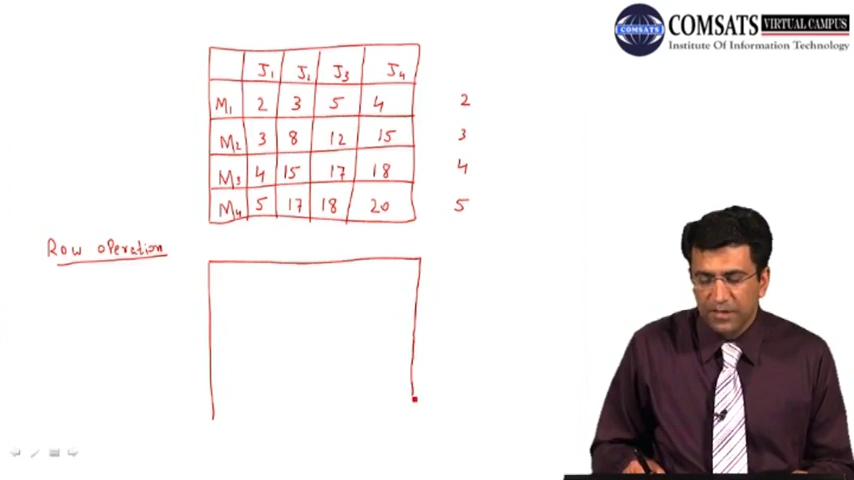 COMSATS VIRTUAL CAMPUS
Institute Of Information Technology
J1 J2 J3 J4
M1 2 3 5 4 2
M2 3 8 12 15 3
M3 4 15 17 18 4
M4 5 17 18 20 5
Row operation